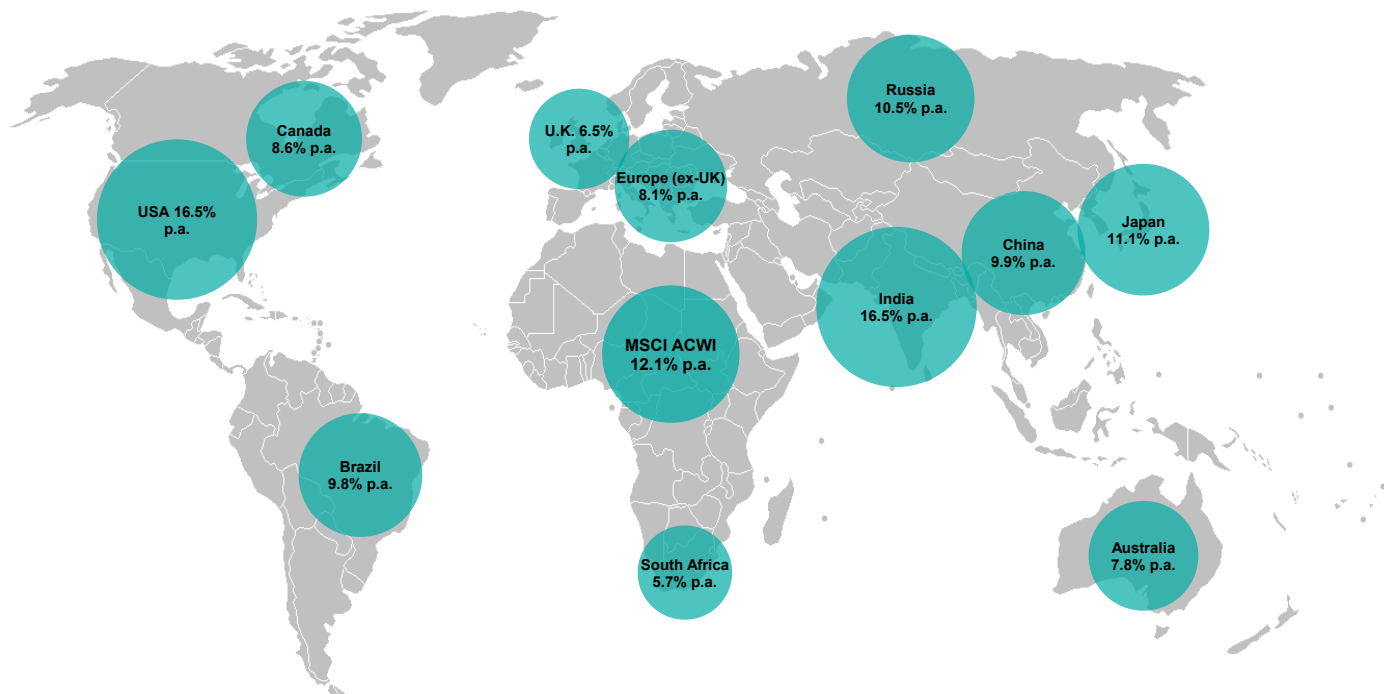 Russia
10.5% p.a.
Canada
8.6% p.a.
U.K. 6.5%
p.a.
Europe (ex-UK)
8.1% p.a.
USA 16.5%
p.a.
Japan
11.1% p.a.
China
9.9% p.a.
India
16.5% p.a.
MSCI ACWI
12.1% p.a.
Brazil
9.8% p.a.
Australia
7.8% p.a.
South Africa
5.7% p.a.